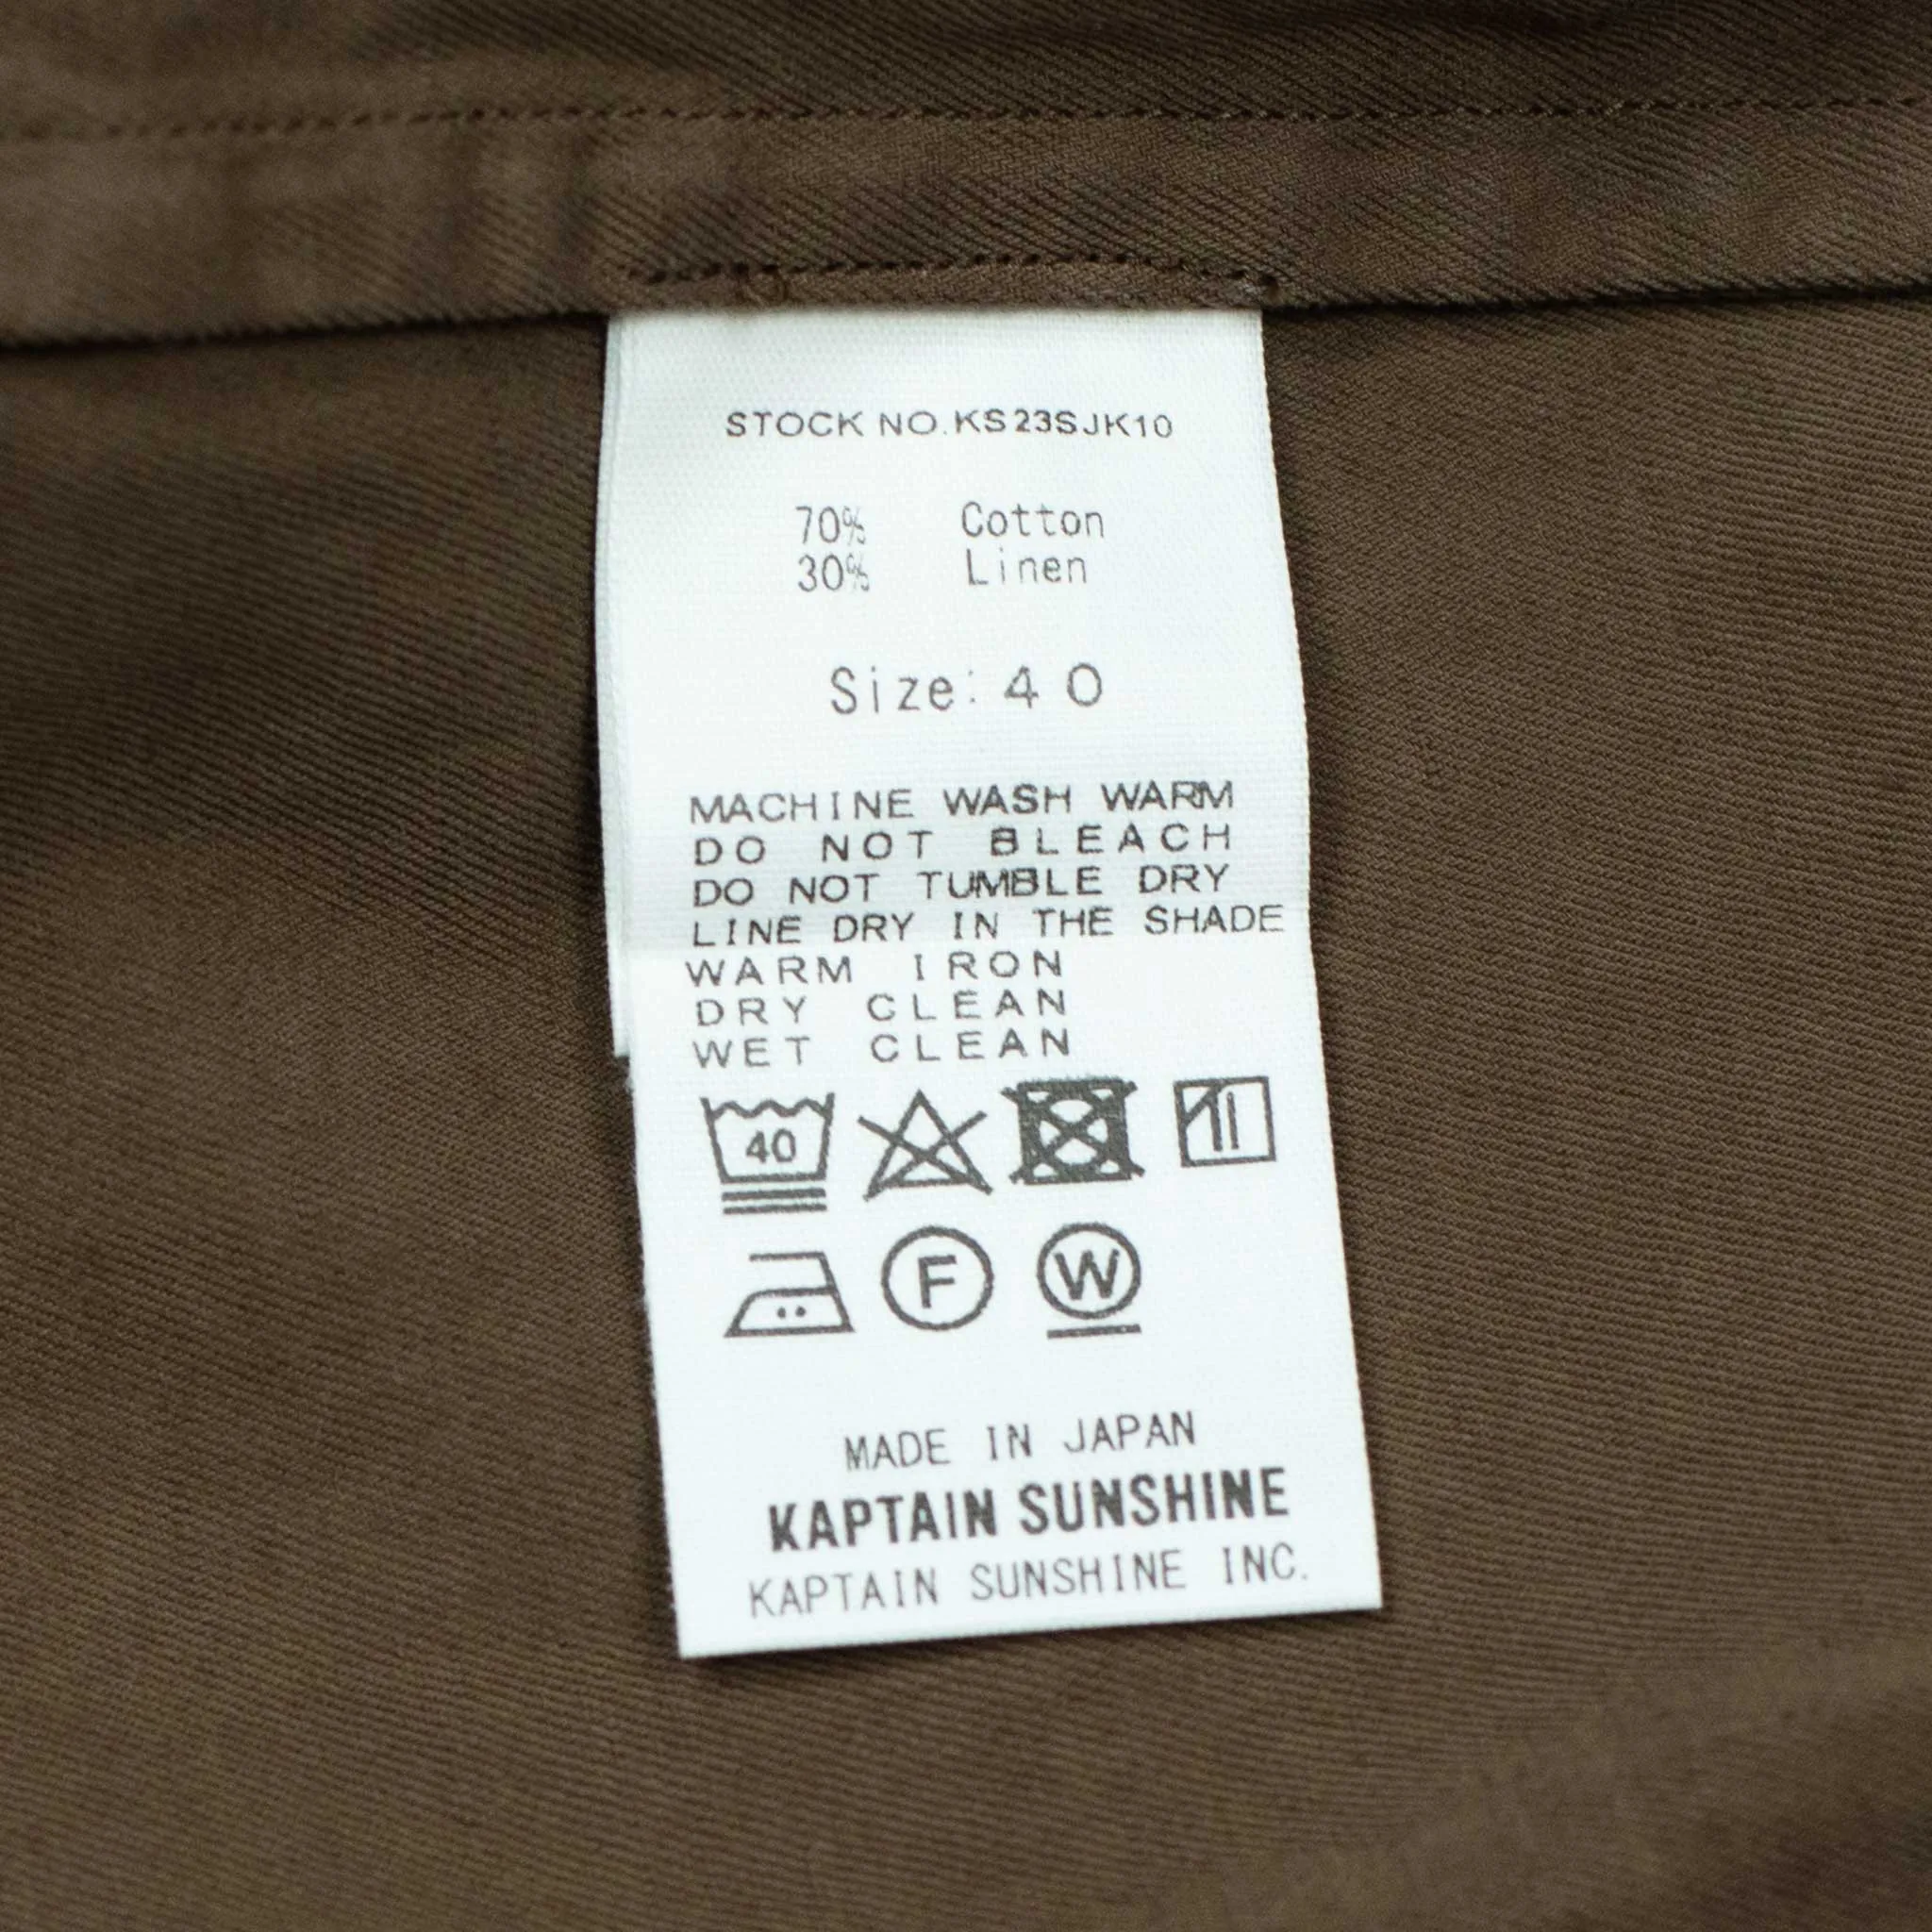 STOCK NO.KS23SJK10
70% Cotton
30% Linen
Size:40
MACHINE WASH WARM
DO NOT BLEACH
DO NOT TUMBLE DRY
LINE DRY IN THE SHADE
WARM IRON
DRY CLEAN
WET CLEAN
40
F W
MADE IN JAPAN
KAPTAIN SUNSHINE
KAPTAIN SUNSHINE INC.